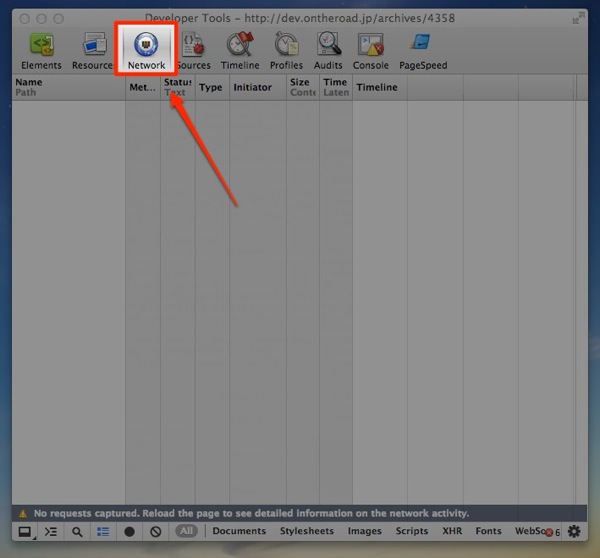 Developer Tools - http://dev.ontheroad.jp/archives/4358
Elements Resource Network Sources Timeline Profiles Audits Console PageSpeed
Name Met... Status Type Initiator Size Time Timeline
Path Text Conte Laten
No requests captured. Reload the page to see detailed information on the network activity.
All Documents Stylesheets Images Scripts XHR Fonts WebSo 6